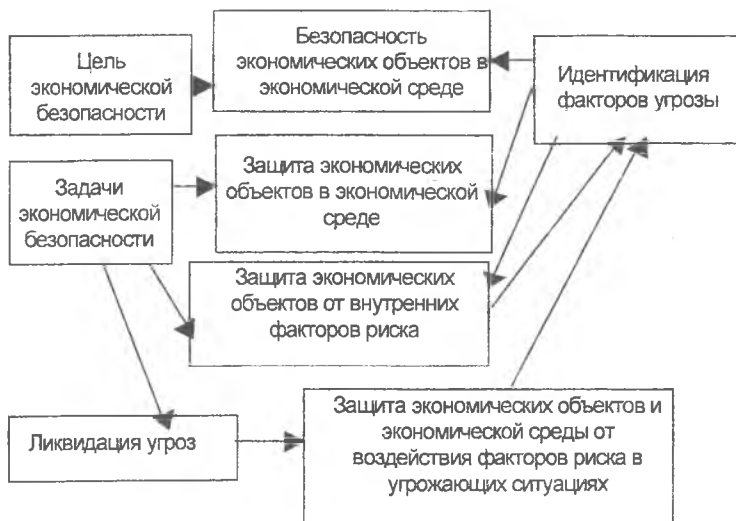 Цель
экономической
безопасности
Безопасность
экономических объектов в
экономической среде
Идентификация
факторов угрозы
Задачи
экономической
безопасности
Защита экономических
объектов в экономической
среде
Защита экономических
объектов от внутренних
факторов риска
Ликвидация угроз
Защита экономических объектов и
экономической среды от
воздействия факторов риска в
угрожающих ситуациях